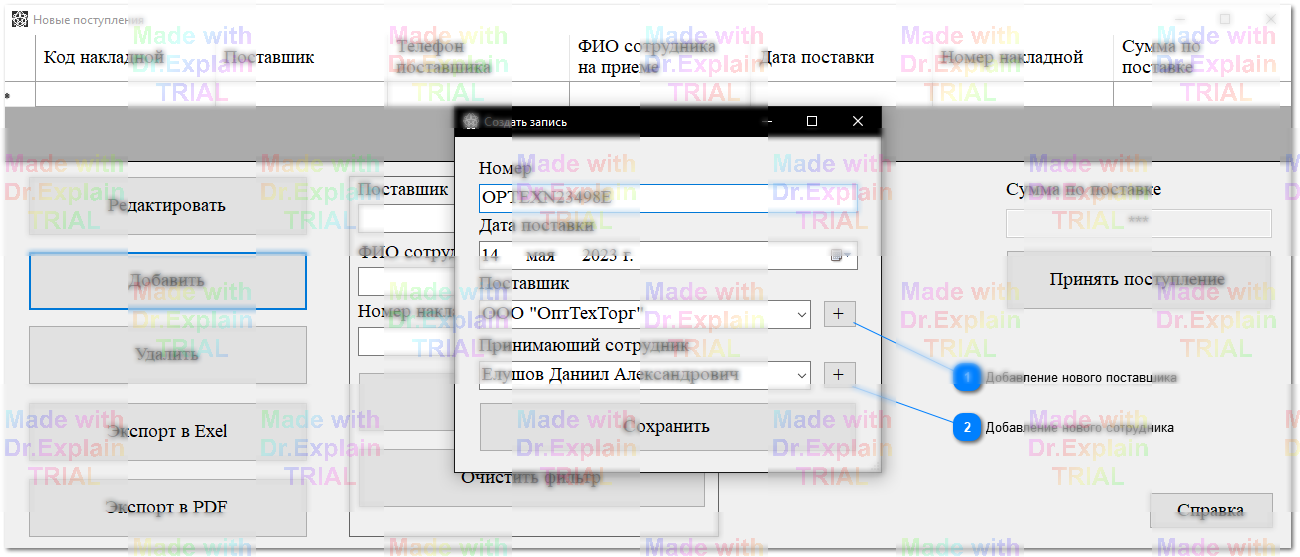 Новые поступления
Код накладной
Поставщик
Телефон
поставщика
ФИО сотрудника
на приеме
Дата поставки
Номер накладной
Сумма по
поставке
Создать запись
Номер
OPTEXN23498E
Дата поставки
14 мая 2023 г.
Поставщик
ООО "ОптТехТорг"
+
Принимаюший сотрудник
Елушов Даниил Александрович
+
Сохранить
Редактировать
Добавить
Удалить
Экспорт в Exel
Экспорт в PDF
Поставщик
ФИО сотруд
Номер накла
Очистить фильтр
Сумма по поставке
***
Принять поступление
1 Добавление нового поставщика
2 Добавление нового сотрудника
Справка
Made with
Dr.Explain
TRIAL